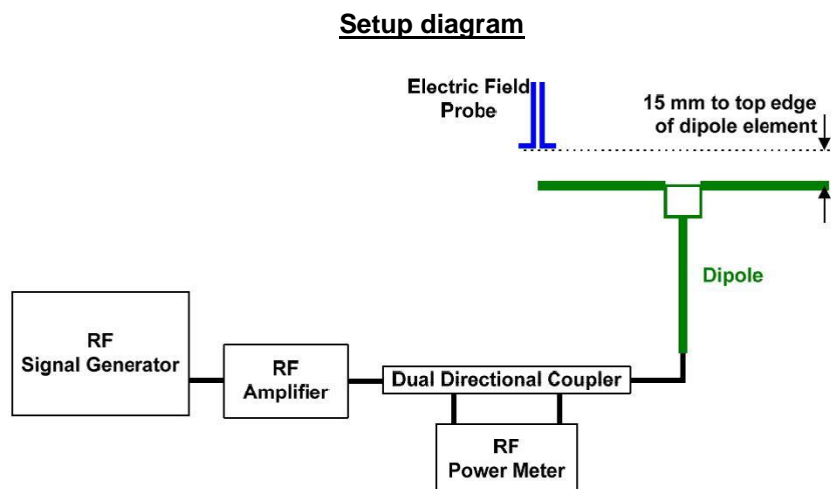 Setup diagram
Electric Field
Probe
15 mm to top edge
of dipole element
Dipole
RF
Signal Generator
RF
Amplifier
Dual Directional Coupler
RF
Power Meter